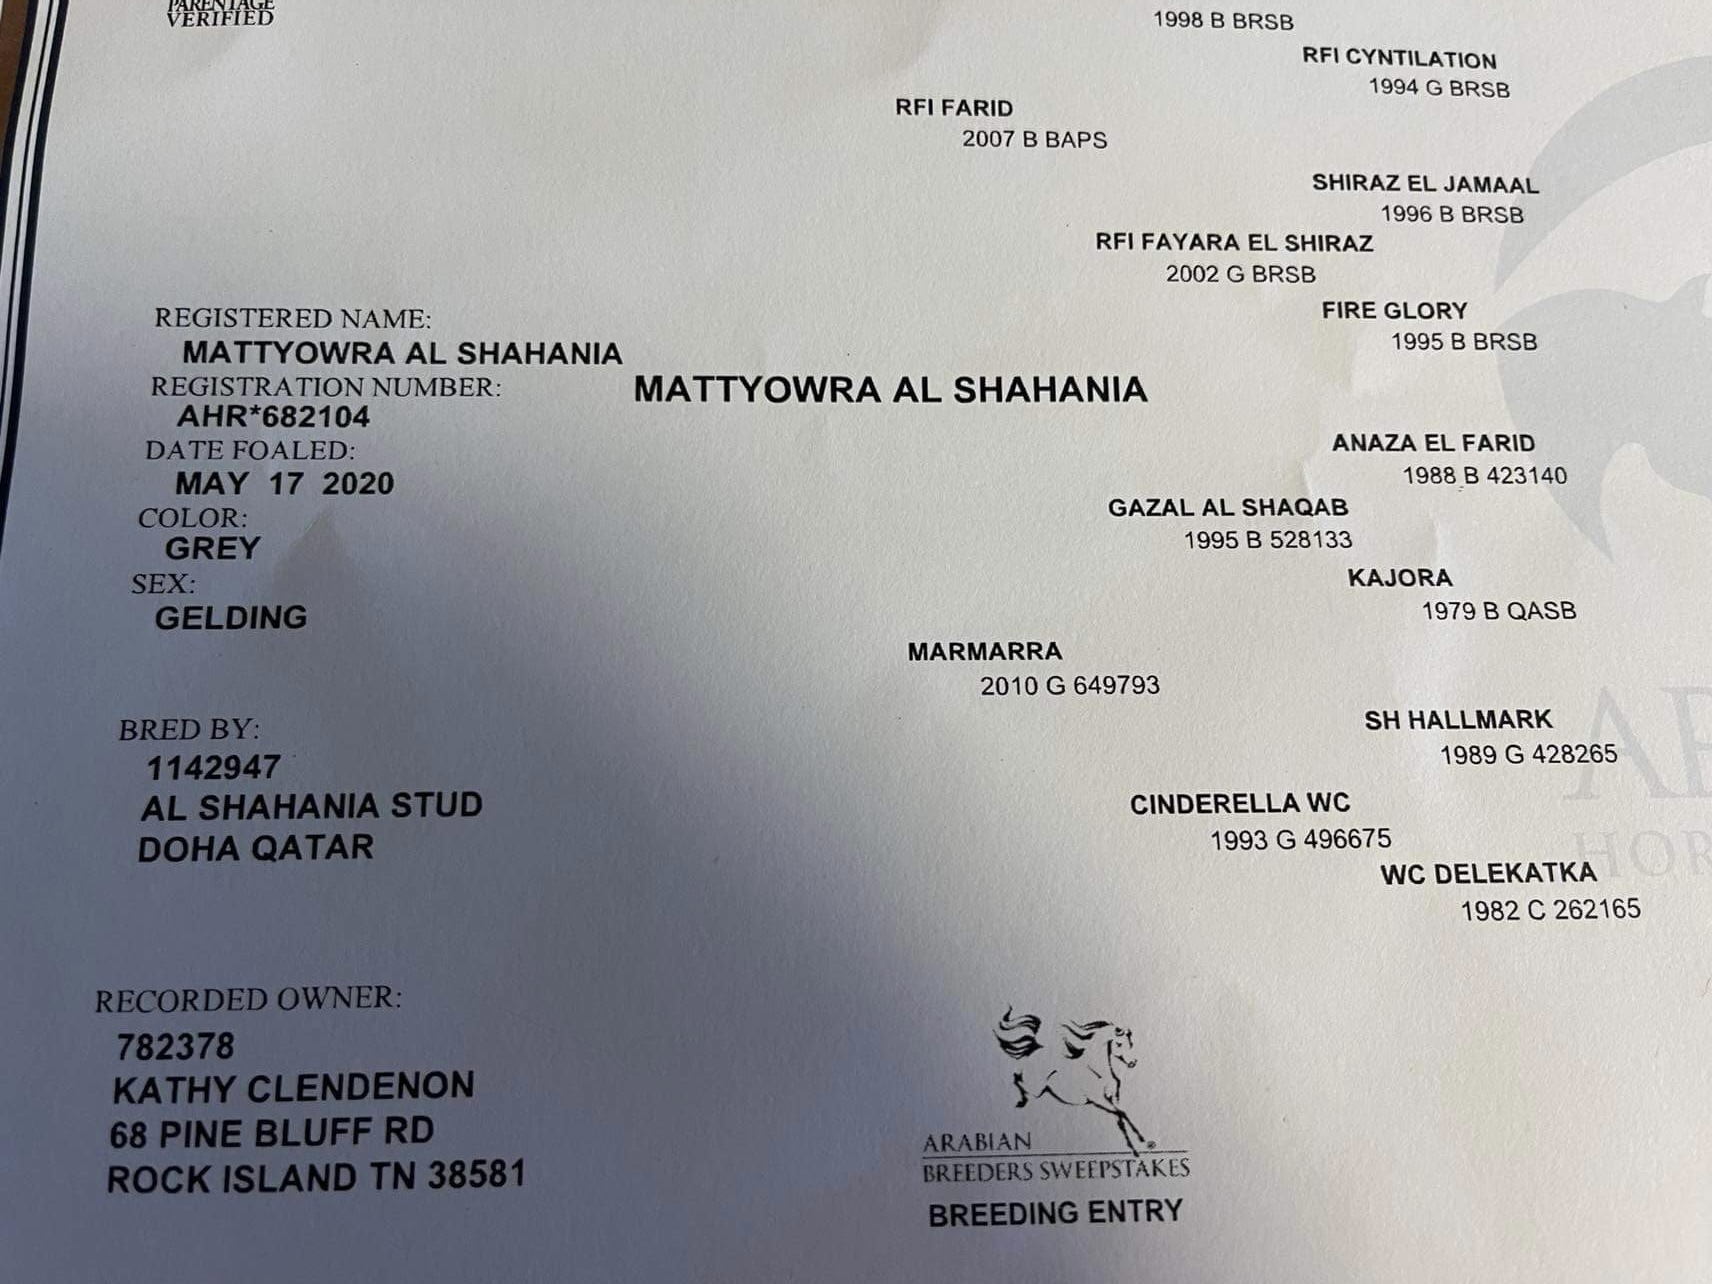 PARENTAGE
VERIFIED
1998 B BRSB
RFI CYNTILATION
1994 G BRSB
RFI FARID
2007 B BAPS
SHIRAZ EL JAMAAL
1996 B BRSB
RFI FAYARA EL SHIRAZ
2002 G BRSB
FIRE GLORY
1995 B BRSB
REGISTERED NAME:
MATTYOWRA AL SHAHANIA
REGISTRATION NUMBER:
AHR*682104
DATE FOALED:
MAY 17 2020
COLOR:
GREY
SEX:
GELDING
MATTYOWRA AL SHAHANIA
ANAZA EL FARID
1988 B 423140
GAZAL AL SHAQAB
1995 B 528133
KAJORA
1979 B QASB
MARMARRA
2010 G 649793
SH HALLMARK
1989 G 428265
CINDERELLA WC
1993 G 496675
WC DELEKATKA
1982 C 262165
BRED BY:
1142947
AL SHAHANIA STUD
DOHA QATAR
RECORDED OWNER:
782378
KATHY CLENDENON
68 PINE BLUFF RD
ROCK ISLAND TN 38581
ARABIAN
BREEDERS SWEEPSTAKES
BREEDING ENTRY